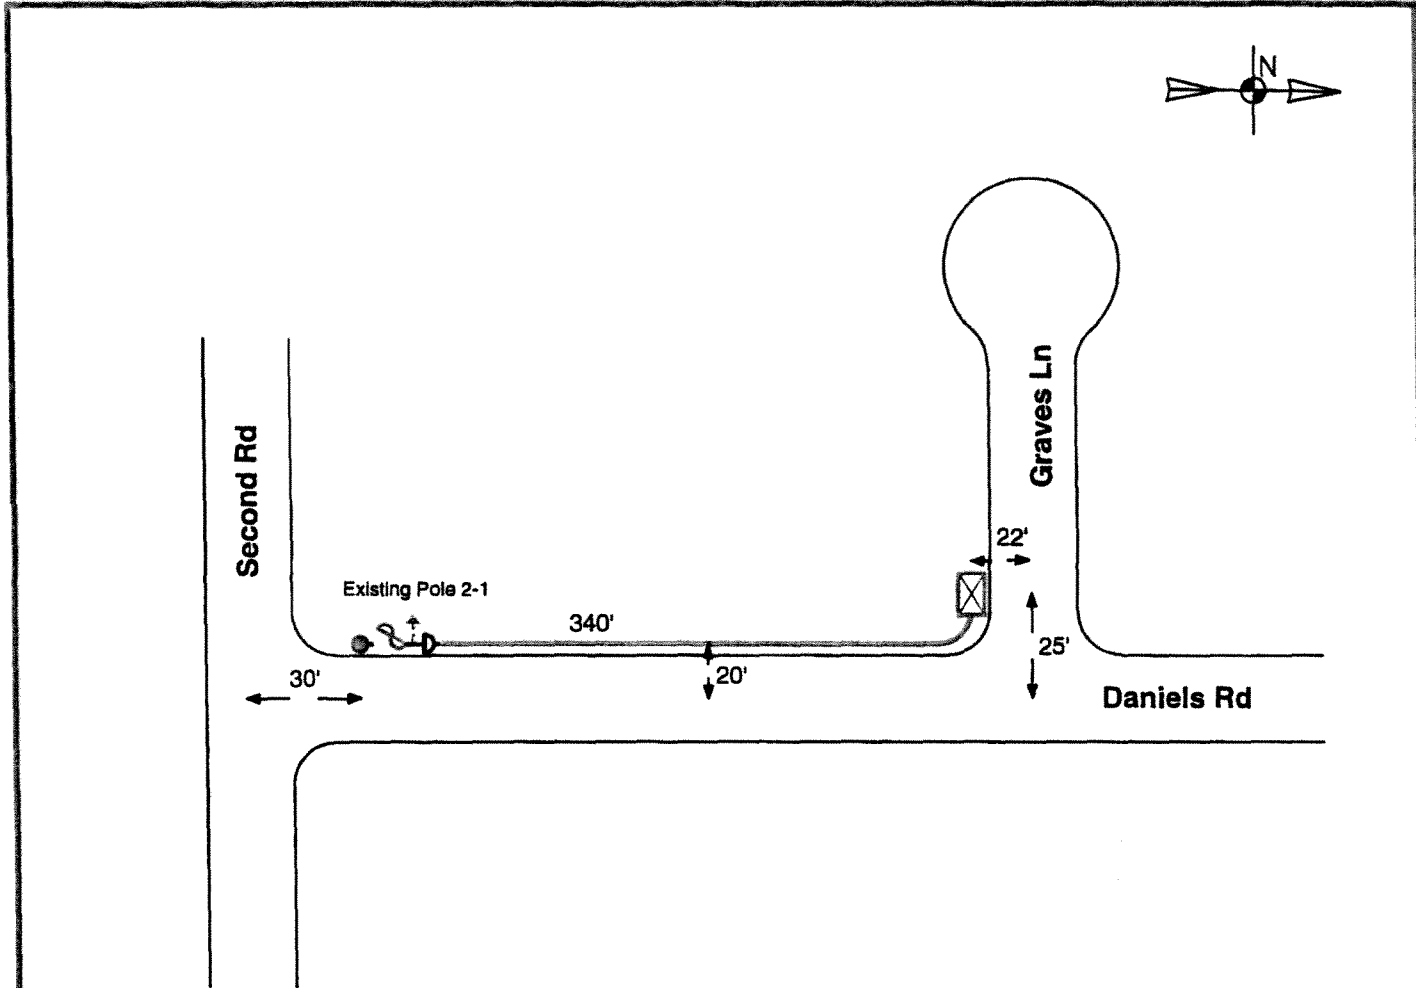 N
Graves Ln
Second Rd
22'
Existing Pole 2-1
340'
25'
30'
20'
Daniels Rd